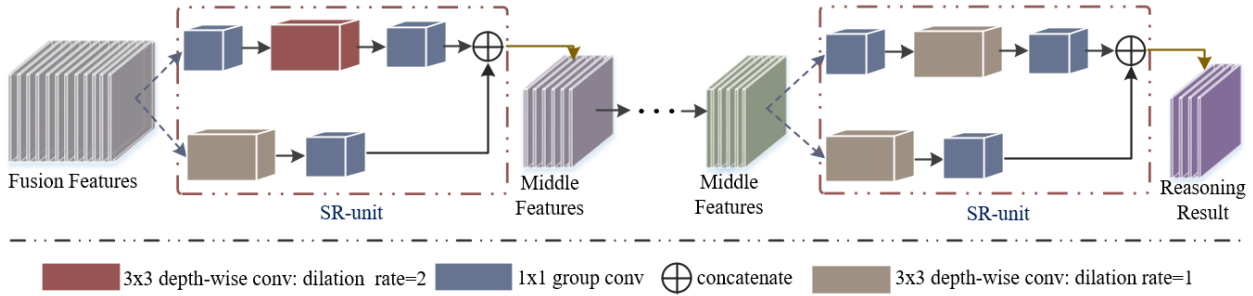 Fusion Features
SR-unit
Middle
Features
Middle
Features
SR-unit
Reasoning
Result
3x3 depth-wise conv: dilation rate=2
1x1 group conv
concatenate
3x3 depth-wise conv: dilation rate=1